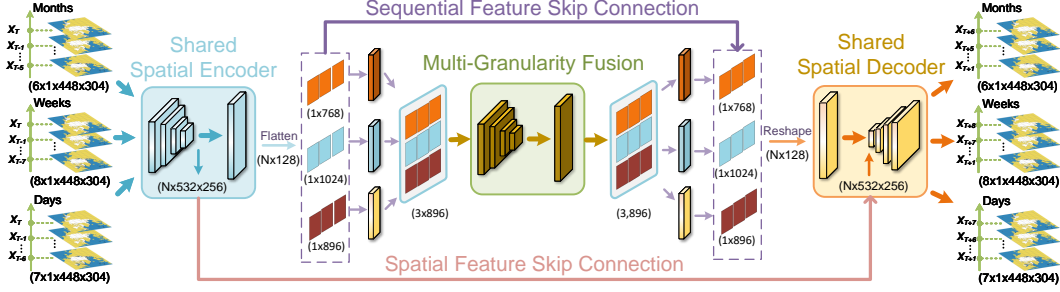 Sequential Feature Skip Connection
Months
X_T
X_T-1
X_T-5
(6x1x448x304)
Weeks
X_T
X_T-1
X_T-7
(8x1x448x304)
Days
X_T
X_T-1
X_T-6
(7x1x448x304)
Shared
Spatial Encoder
(Nx532x256)
Flatten
(Nx128)
(1x768)
(1x1024)
(1x896)
(3x896)
Multi-Granularity Fusion
(3,896)
(1x768)
(1x1024)
(1x896)
Reshape
(Nx128)
Shared
Spatial Decoder
(Nx532x256)
Months
X_T+6
X_T+5
X_T+1
(6x1x448x304)
Weeks
X_T+8
X_T+7
X_T+1
(8x1x448x304)
Days
X_T+7
X_T+6
X_T+1
(7x1x448x304)
Spatial Feature Skip Connection